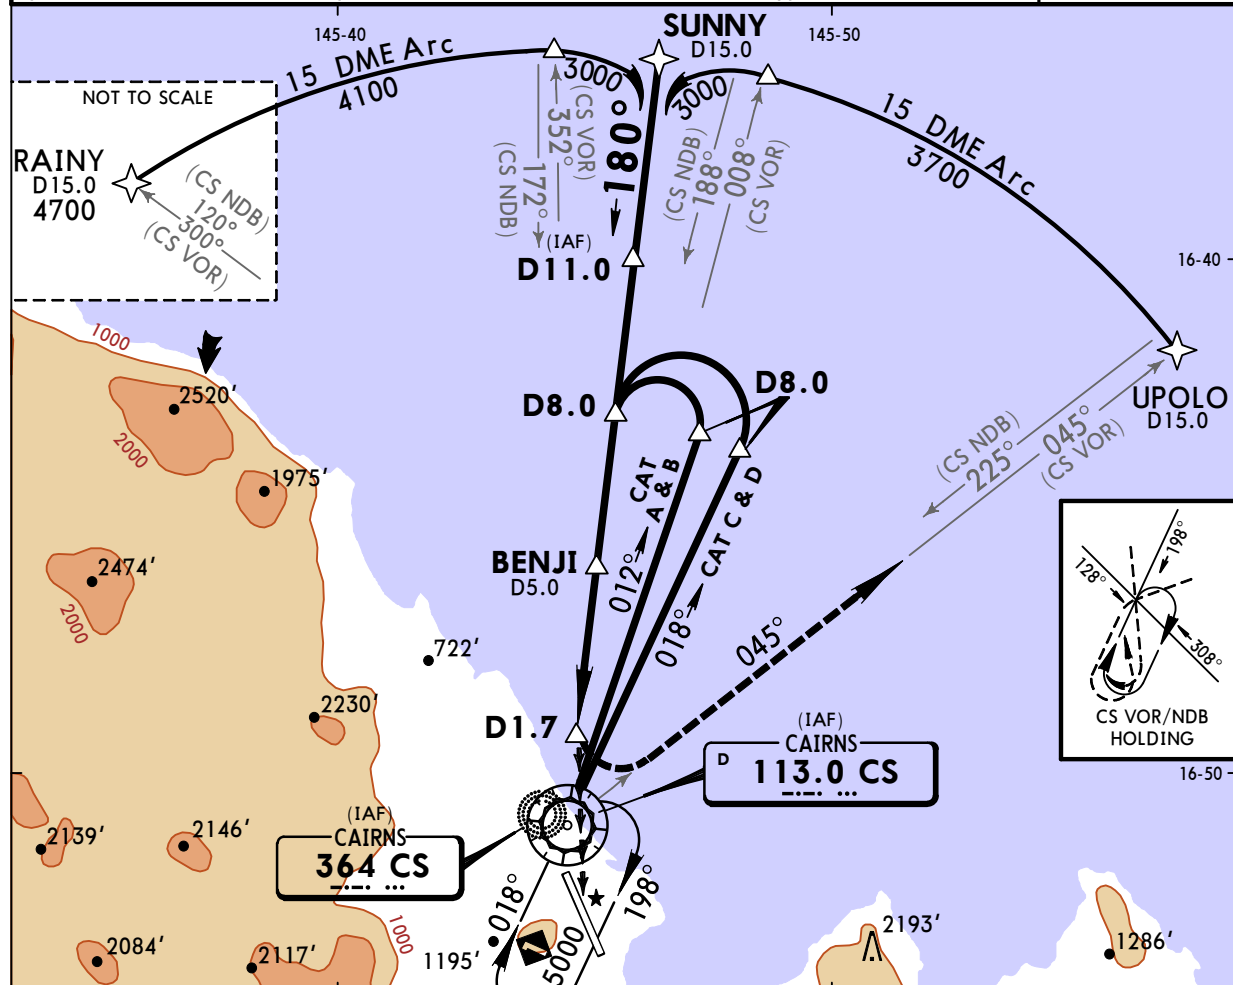 145-40
SUNNY
D15.0
145-50
15 DME Arc
4100
3000
3000
15 DME Arc
3700
NOT TO SCALE
RAINY
D15.0
4700
(CS NDB)
120°
300°
(CS VOR)
(CS VOR)
352°
172°
(CS NDB)
180°
(CS NDB)
188°
008°
(CS VOR)
(IAF)
D11.0
16-40
1000
2520'
2000
D8.0
D8.0
UPOLO
D15.0
(CS NDB)
225°
045°
(CS VOR)
1975'
CAT
A & B
012°
CAT C & D
018°
2474'
2000
BENJI
D5.0
198°
128°
308°
CS VOR/NDB
HOLDING
722'
045°
2230'
D1.7
(IAF)
CAIRNS
D
113.0 CS
16-50
2139'
2146'
(IAF)
CAIRNS
364 CS
018°
198°
1000
2084'
2117'
1195'
5000
2193'
1286'